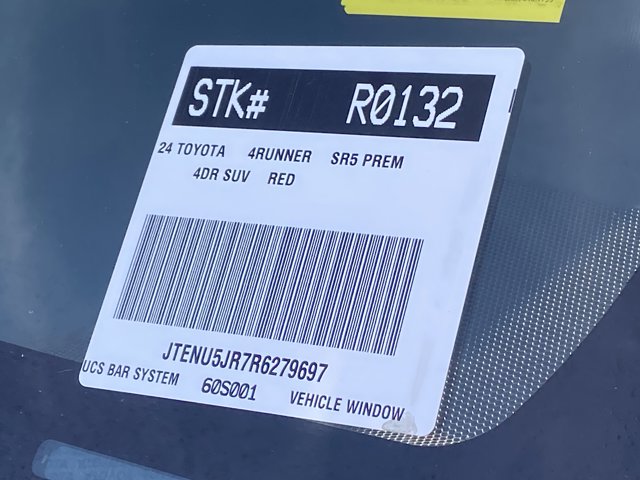 STK# R0132
24 TOYOTA 4RUNNER SR5 PREM
4DR SUV RED
JTENU5JR7R6279697
UCS BAR SYSTEM 60S001 VEHICLE WINDOW